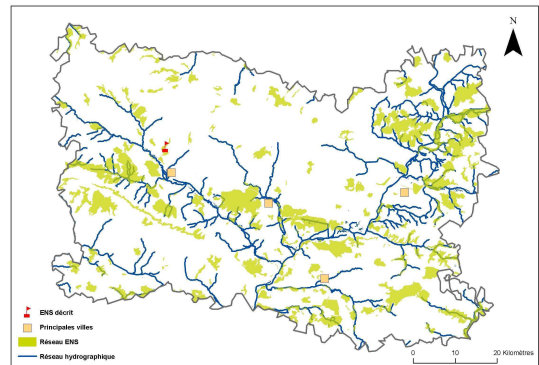 N
ENS décrit
Principales villes
Réseau ENS
Réseau hydrographique
0 10 20 Kilomètres